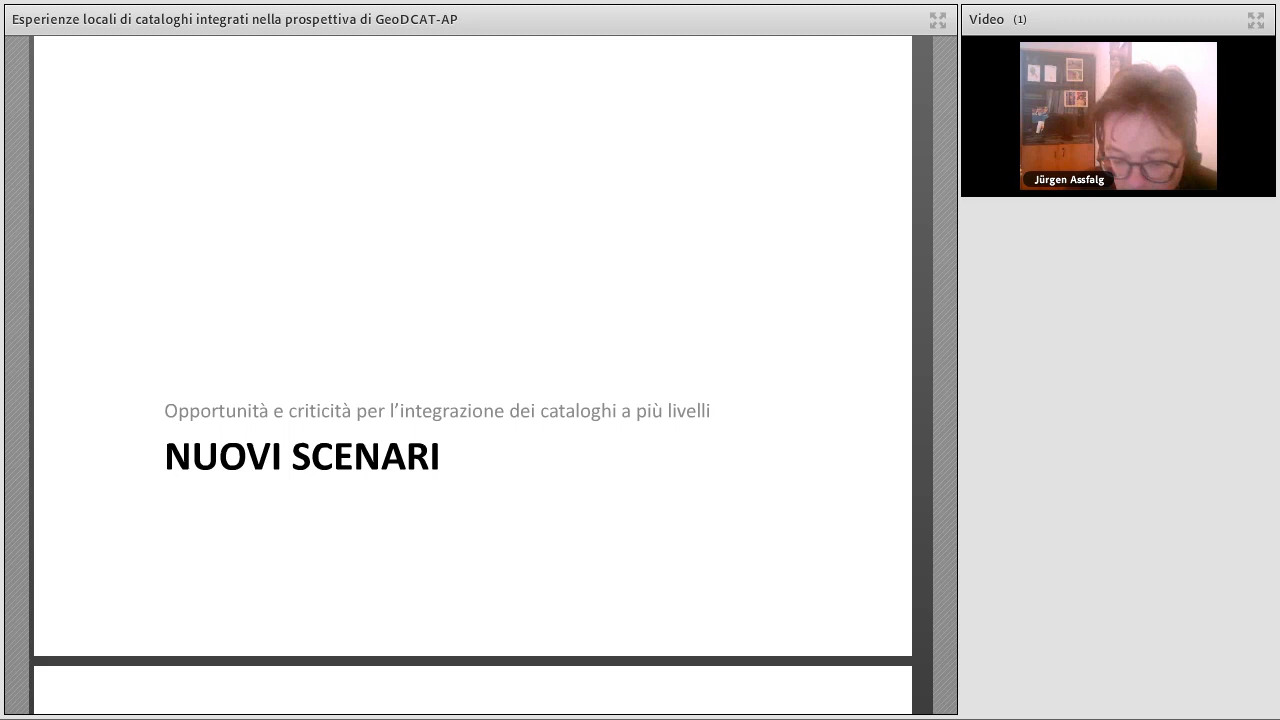 Esperienze locali di cataloghi integrati nella prospettiva di GeoDCAT-AP
Video (1)
Jürgen Assfalg
Opportunità e criticità per l’integrazione dei cataloghi a più livelli
NUOVI SCENARI